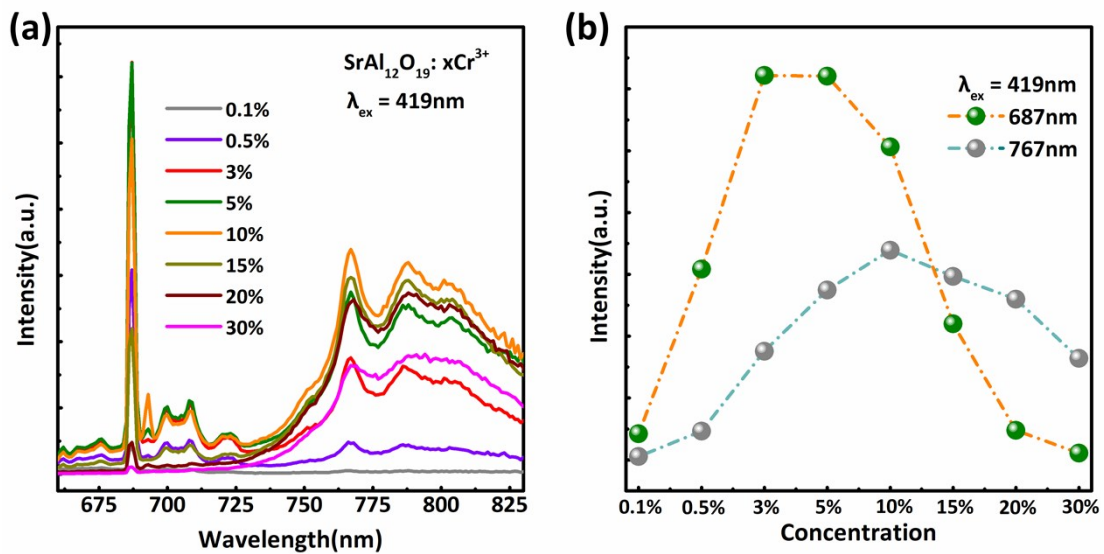 (a)
SrAl₁₂O₁₉: xCr³⁺
λex = 419nm
0.1%
0.5%
3%
5%
10%
15%
20%
30%
Intensity(a.u.)
675 700 725 750 775 800 825
Wavelength(nm)
(b)
λex = 419nm
687nm
767nm
Intensity(a.u.)
0.1% 0.5% 3% 5% 10% 15% 20% 30%
Concentration